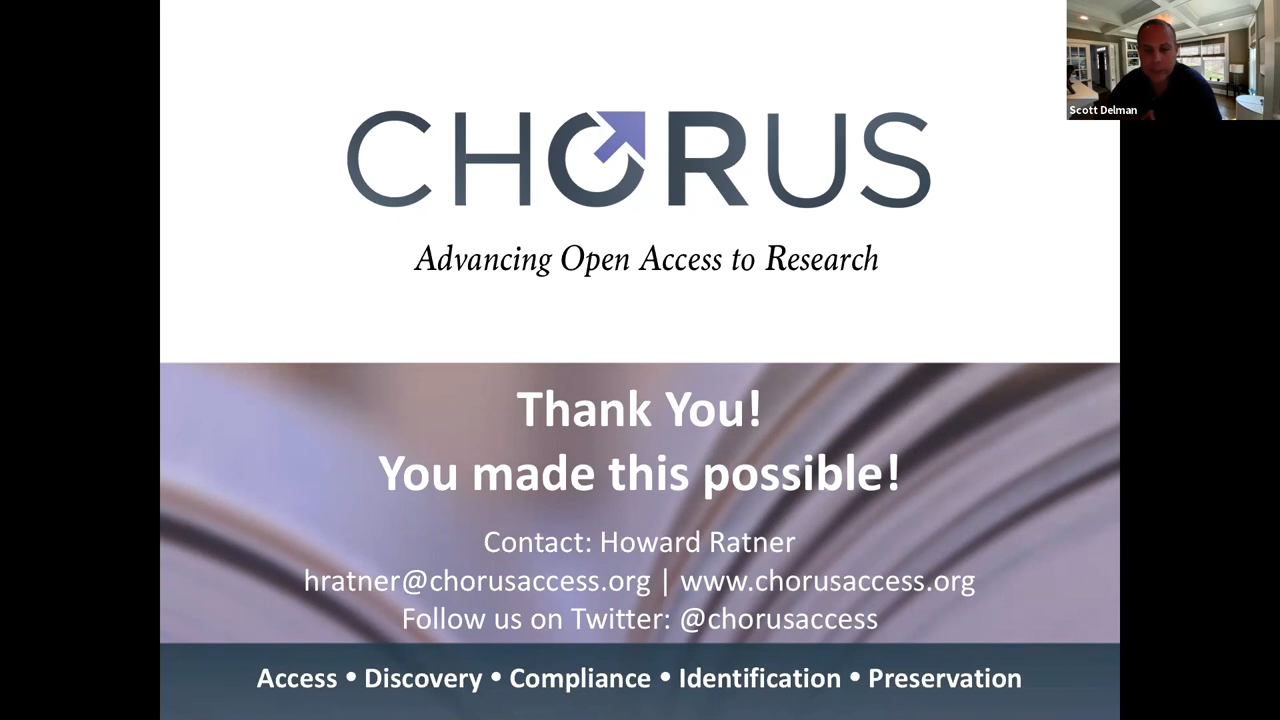 Scott Delman
CHORUS
Advancing Open Access to Research
Thank You!
You made this possible!
Contact: Howard Ratner
hratner@chorusaccess.org | www.chorusaccess.org
Follow us on Twitter: @chorusaccess
Access • Discovery • Compliance • Identification • Preservation